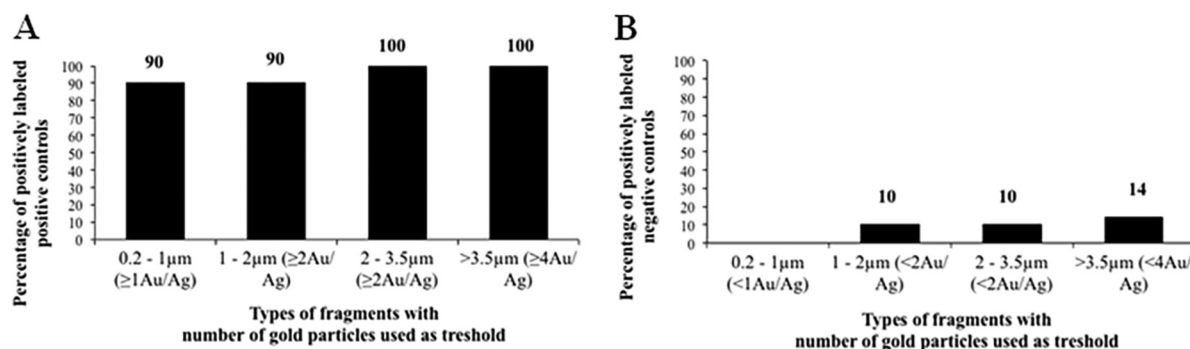 A
Percentage of positively labeled
positive controls
100
90
80
70
60
50
40
30
20
10
0
90
90
100
100
0.2 - 1µm
(≥1Au/Ag)
1 - 2µm (≥2Au/
Ag)
2 - 3.5µm
(≥2Au/Ag)
>3.5µm (≥4Au/
Ag)
Types of fragments with
number of gold particles used as treshold
B
Percentage of positively labeled
negative controls
100
90
80
70
60
50
40
30
20
10
0
10
10
14
0.2 - 1µm
(<1Au/Ag)
1 - 2µm (<2Au/
Ag)
2 - 3.5µm
(<2Au/Ag)
>3.5µm (<4Au/
Ag)
Types of fragments with
number of gold particles used as treshold